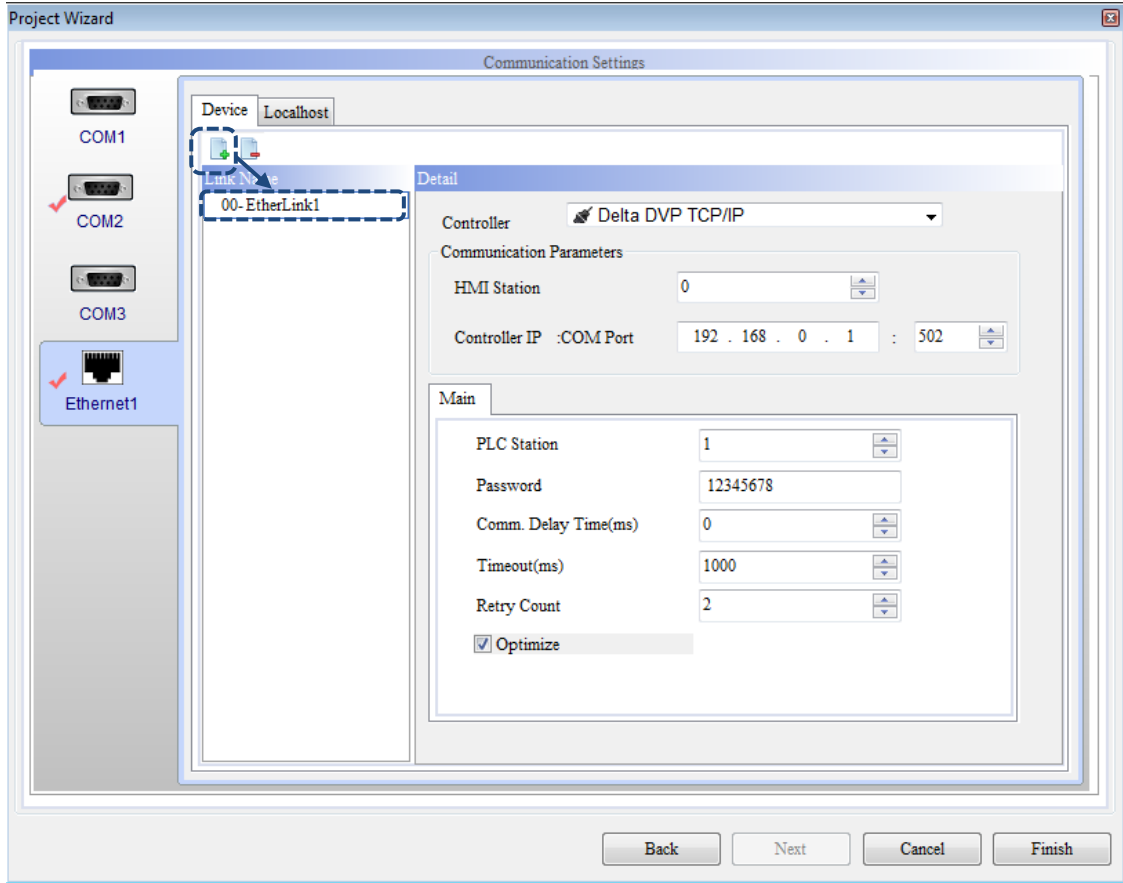 Project Wizard
Communication Settings
COM1
COM2
COM3
Ethernet1
Device Localhost
Link Name
00- EtherLink1
Detail
Controller Delta DVP TCP/IP
Communication Parameters
HMI Station 0
Controller IP :COM Port 192 . 168 . 0 . 1 : 502
Main
PLC Station 1
Password 12345678
Comm. Delay Time(ms) 0
Timeout(ms) 1000
Retry Count 2
Optimize
Back Next Cancel Finish